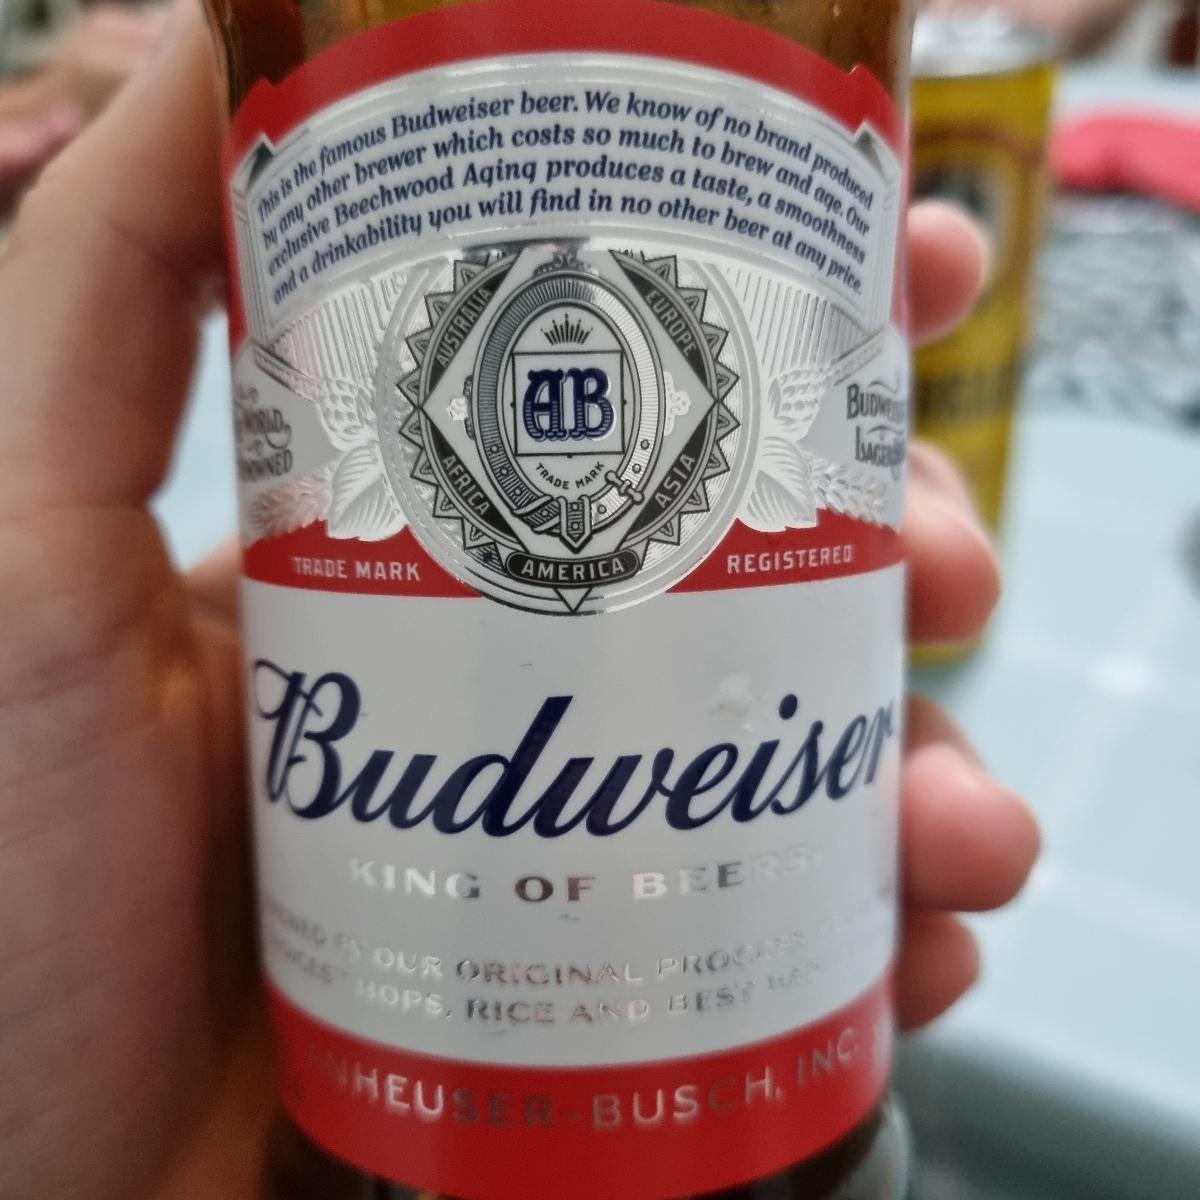 This is the famous Budweiser beer. We know of no brand produced
by any other brewer which costs so much to brew and age. Our
exclusive Beechwood Aging produces a taste, a smoothness
and a drinkability you will find in no other beer at any price.
AUSTRALIA
EUROPE
AB
TRADE MARK
AFRICA
ASIA
AMERICA
WORLD
TRADE MARK
REGISTERED
Budweiser
KING OF BEERS
BY OUR ORIGINAL PROCESS
HOPS, RICE AND BEST
ANHEUSER-BUSCH, INC.